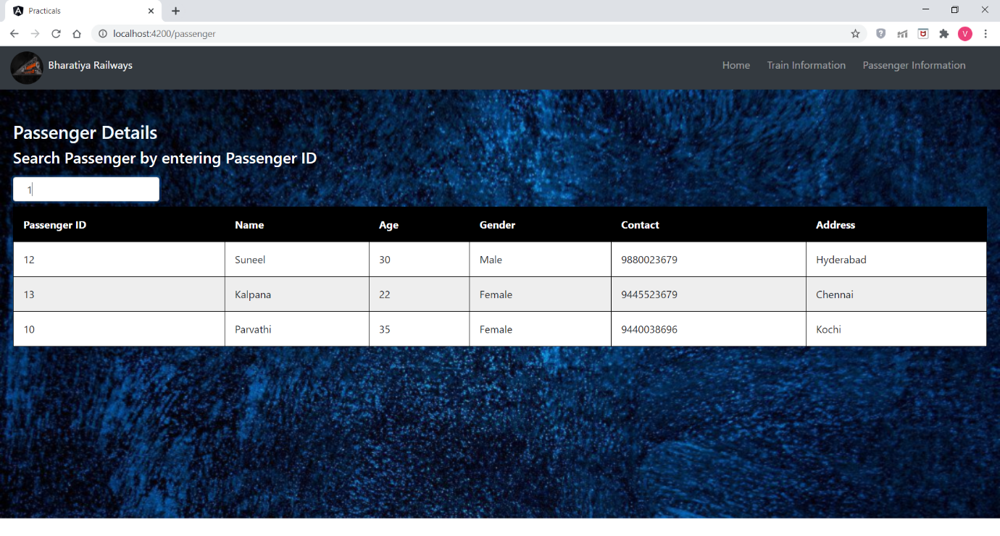 Practicals
localhost:4200/passenger
V
Bharatiya Railways Home Train Information Passenger Information
Passenger Details
Search Passenger by entering Passenger ID
1
Passenger ID Name Age Gender Contact Address
12 Suneel 30 Male 9880023679 Hyderabad
13 Kalpana 22 Female 9445523679 Chennai
10 Parvathi 35 Female 9440038696 Kochi